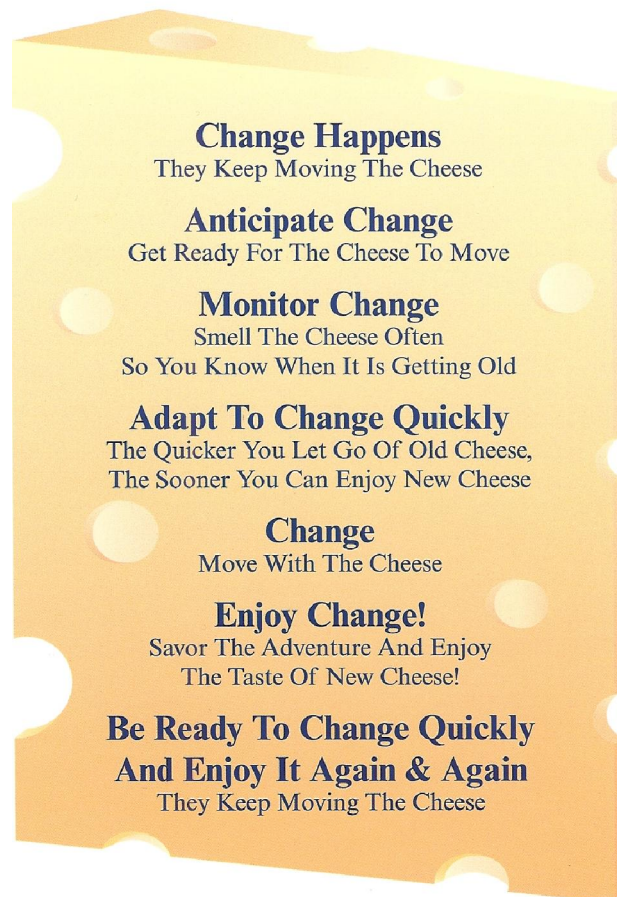 Change Happens
They Keep Moving The Cheese
Anticipate Change
Get Ready For The Cheese To Move
Monitor Change
Smell The Cheese Often
So You Know When It Is Getting Old
Adapt To Change Quickly
The Quicker You Let Go Of Old Cheese,
The Sooner You Can Enjoy New Cheese
Change
Move With The Cheese
Enjoy Change!
Savor The Adventure And Enjoy
The Taste Of New Cheese!
Be Ready To Change Quickly
And Enjoy It Again & Again
They Keep Moving The Cheese